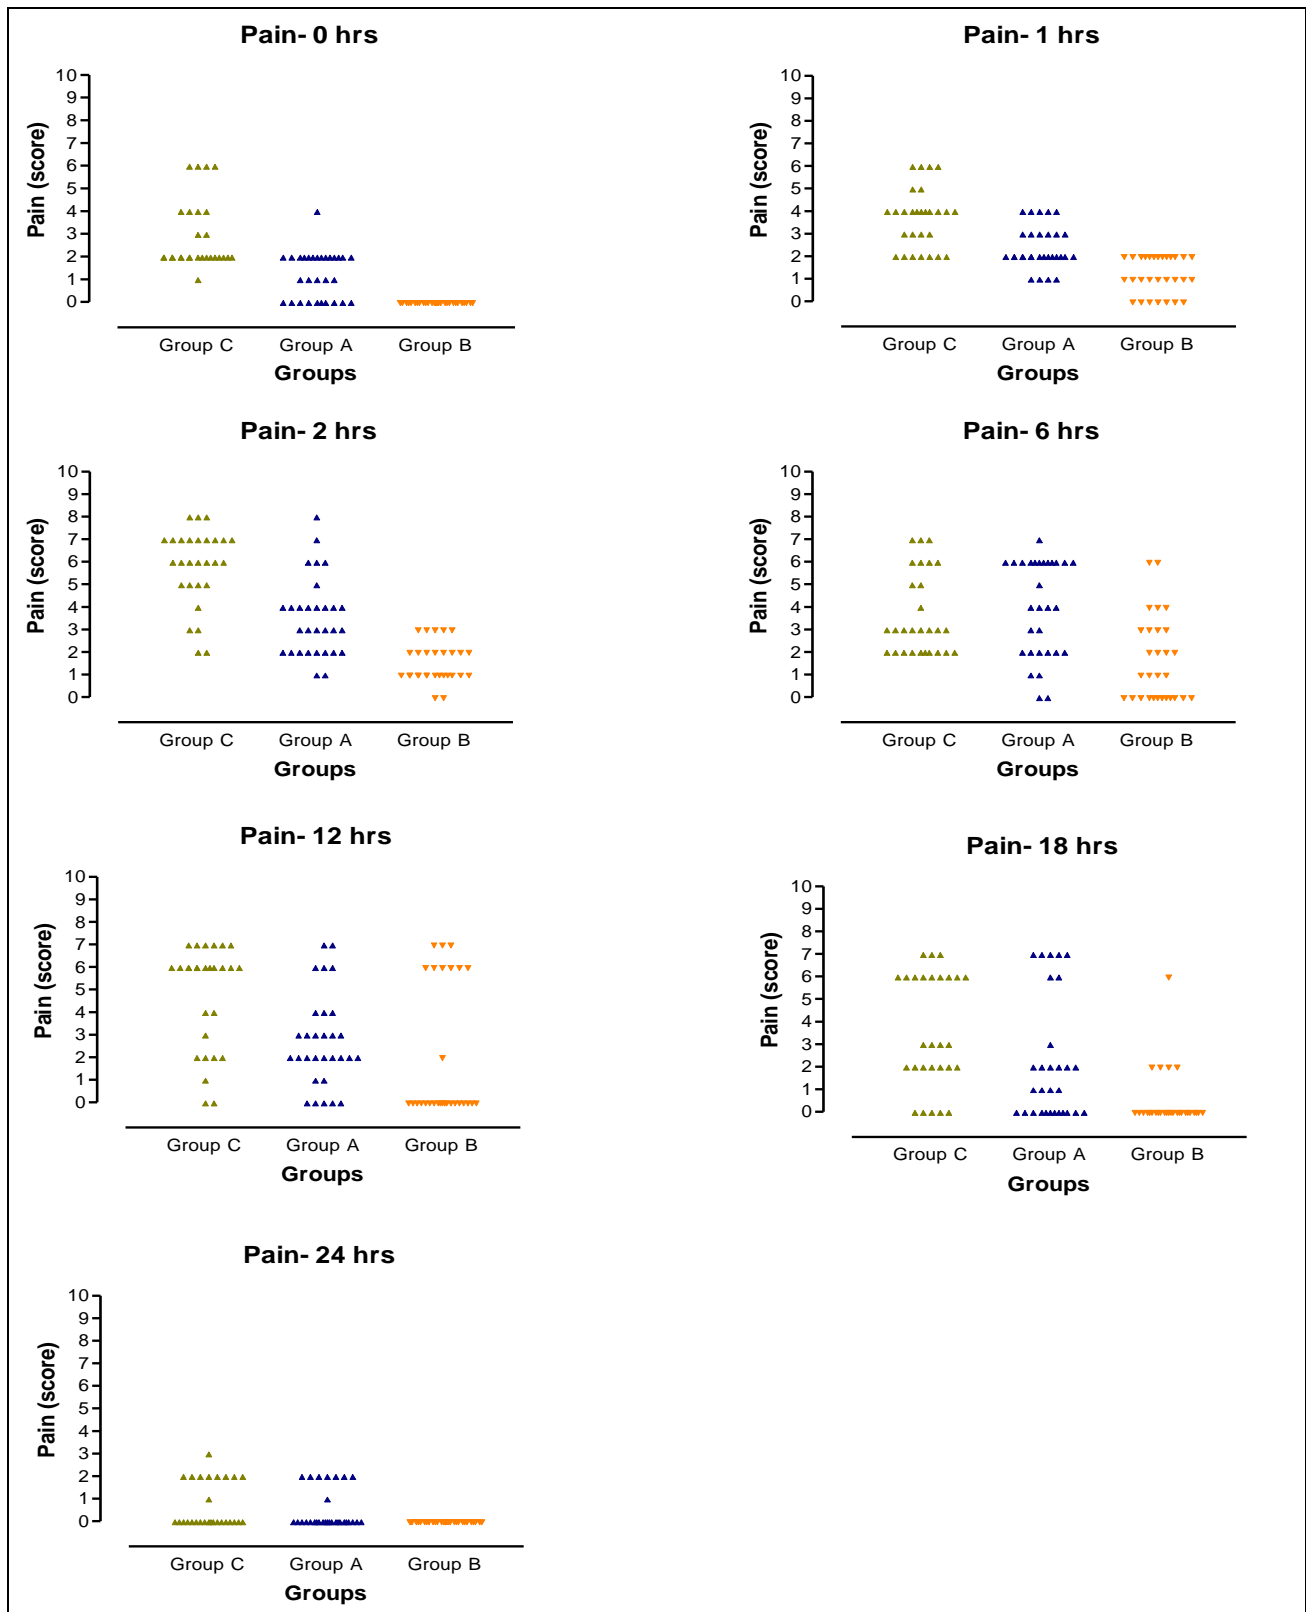 Pain- 0 hrs
Pain (score)
10
9
8
7
6
5
4
3
2
1
0
Group C Group A Group B
Groups
Pain- 1 hrs
Pain (score)
10
9
8
7
6
5
4
3
2
1
0
Group C Group A Group B
Groups
Pain- 2 hrs
Pain (score)
10
9
8
7
6
5
4
3
2
1
0
Group C Group A Group B
Groups
Pain- 6 hrs
Pain (score)
10
9
8
7
6
5
4
3
2
1
0
Group C Group A Group B
Groups
Pain- 12 hrs
Pain (score)
10
9
8
7
6
5
4
3
2
1
0
Group C Group A Group B
Groups
Pain- 18 hrs
Pain (score)
10
9
8
7
6
5
4
3
2
1
0
Group C Group A Group B
Groups
Pain- 24 hrs
Pain (score)
10
9
8
7
6
5
4
3
2
1
0
Group C Group A Group B
Groups